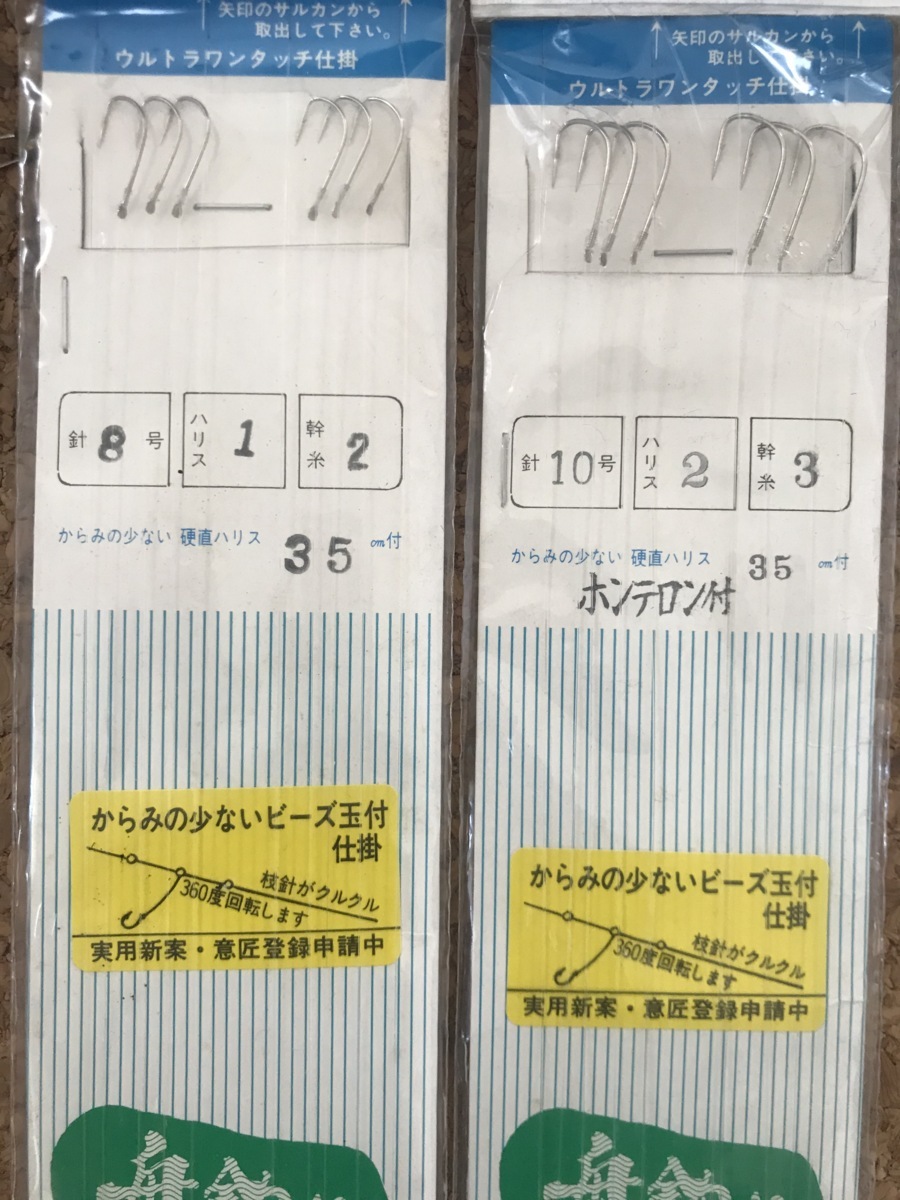 矢印のサルカンから
取出して下さい。
ウルトラワンタッチ仕掛
針 8 号
ハリス 1
幹糸 2
からみの少ない 硬直ハリス 35 ㎝付
からみの少ないビーズ玉付
仕掛
枝針がクルクル
360度回転します
実用新案・意匠登録申請中
矢印のサルカンから
取出して下さい。
ウルトラワンタッチ仕掛
針 10 号
ハリス 2
幹糸 3
からみの少ない 硬直ハリス 35 ㎝付
ホンテロン付
からみの少ないビーズ玉付
仕掛
枝針がクルクル
360度回転します
実用新案・意匠登録申請中